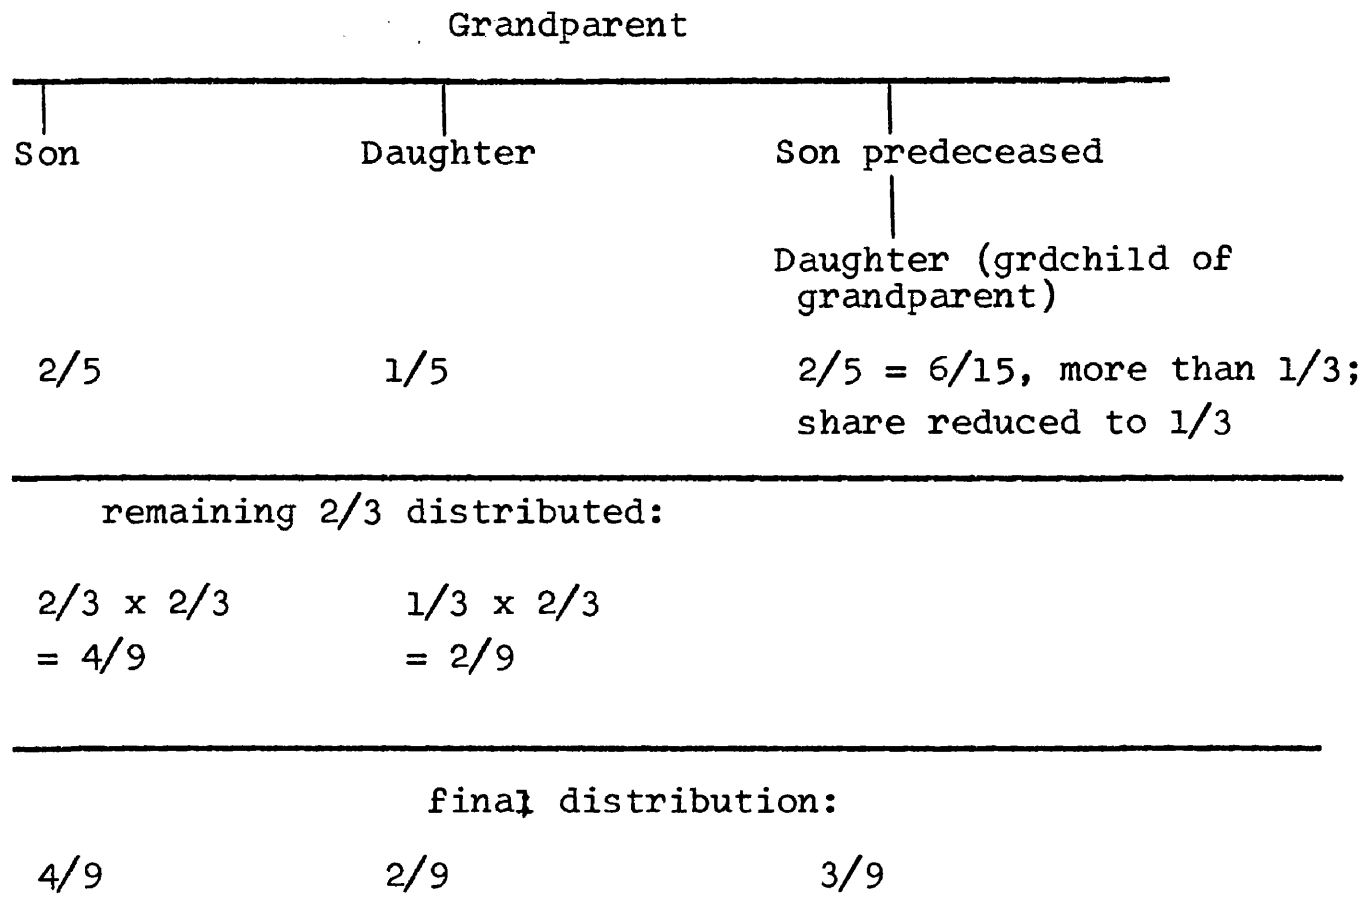 Grandparent
Son Daughter Son predeceased
Daughter (grdchild of
grandparent)
2/5 1/5 2/5 = 6/15, more than 1/3;
share reduced to 1/3
remaining 2/3 distributed:
2/3 x 2/3 1/3 x 2/3
= 4/9 = 2/9
final distribution:
4/9 2/9 3/9